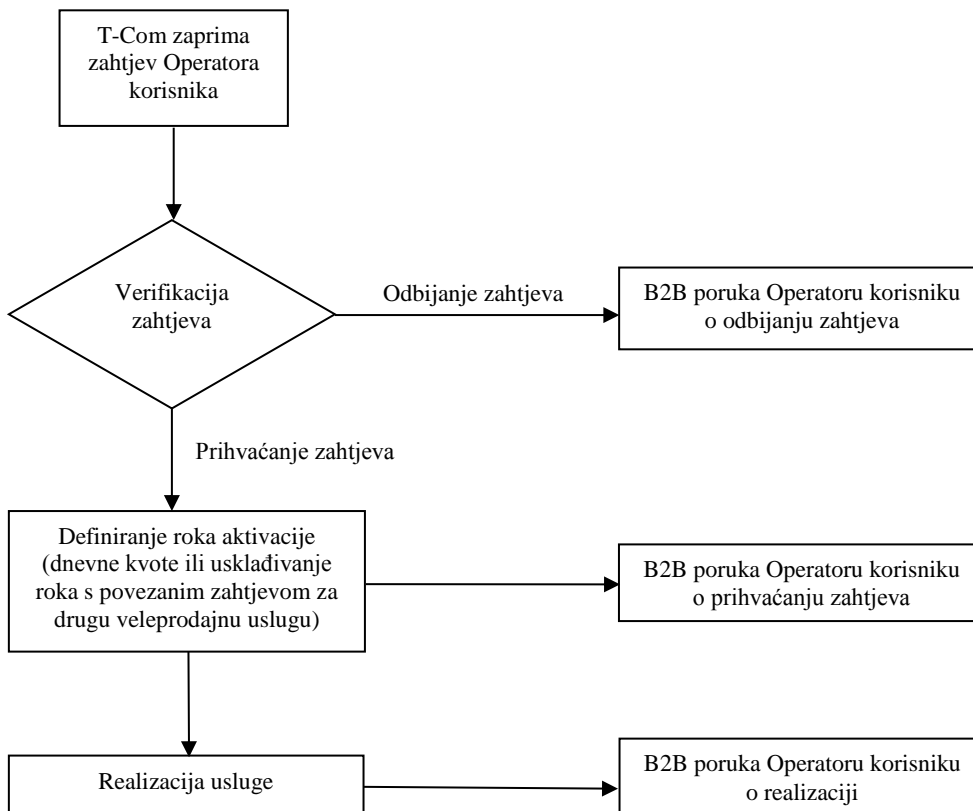 T-Com zaprima
zahtjev Operatora
korisnika
Verifikacija
zahtjeva
Odbijanje zahtjeva
B2B poruka Operatoru korisniku
o odbijanju zahtjeva
Prihvaćanje zahtjeva
Definiranje roka aktivacije
(dnevne kvote ili usklađivanje
roka s povezanim zahtjevom za
drugu veleprodajnu uslugu)
B2B poruka Operatoru korisniku
o prihvaćanju zahtjeva
Realizacija usluge
B2B poruka Operatoru korisniku
o realizaciji